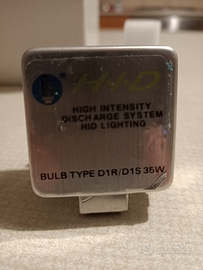 HID
HIGH INTENSITY
DISCHARGE SYSTEM
HID LIGHTING
BULB TYPE D1R/D1S 35W